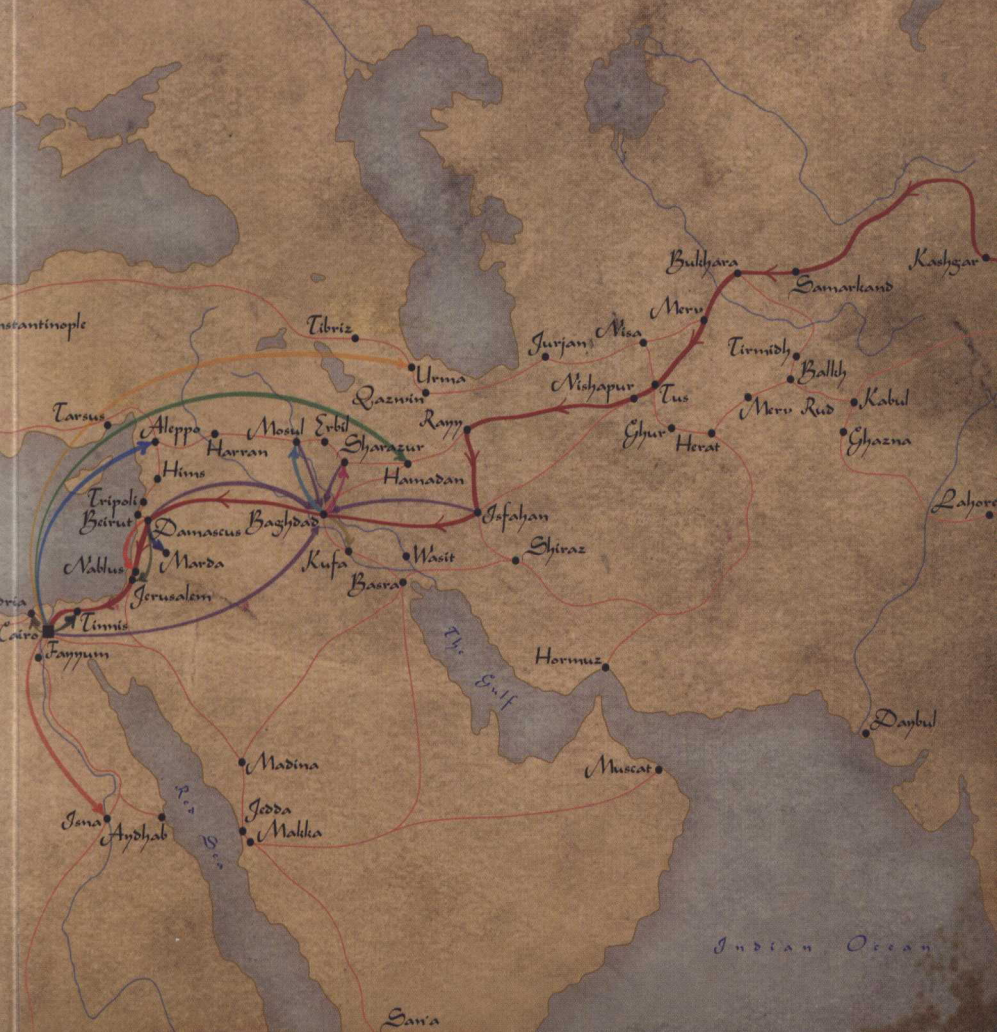 Bukhara
Kashgar
Samarkand
Merv
nstantinople
Tibriz
Jurjan
Nisa
Tirmidh
Balkh
Urma
Nishapur
Tus
Qazwin
Merv Rud
Kabul
Tarsus
Aleppo
Mosul
Erbil
Rayy
Ghur
Herat
Ghazna
Harran
Sharazur
Hims
Hamadan
Tripoli
Beirut
Damascus
Baghdad
Isfahan
Lahore
Nablus
Marda
Kufa
Wasit
Shiraz
Jerusalem
Basra
dria
Tinnis
Cairo
Fayyum
The Gulf
Hormuz
Daybul
Madina
Muscat
Red Sea
Jedda
Isna
Aydhab
Makka
Indian Ocean
San'a